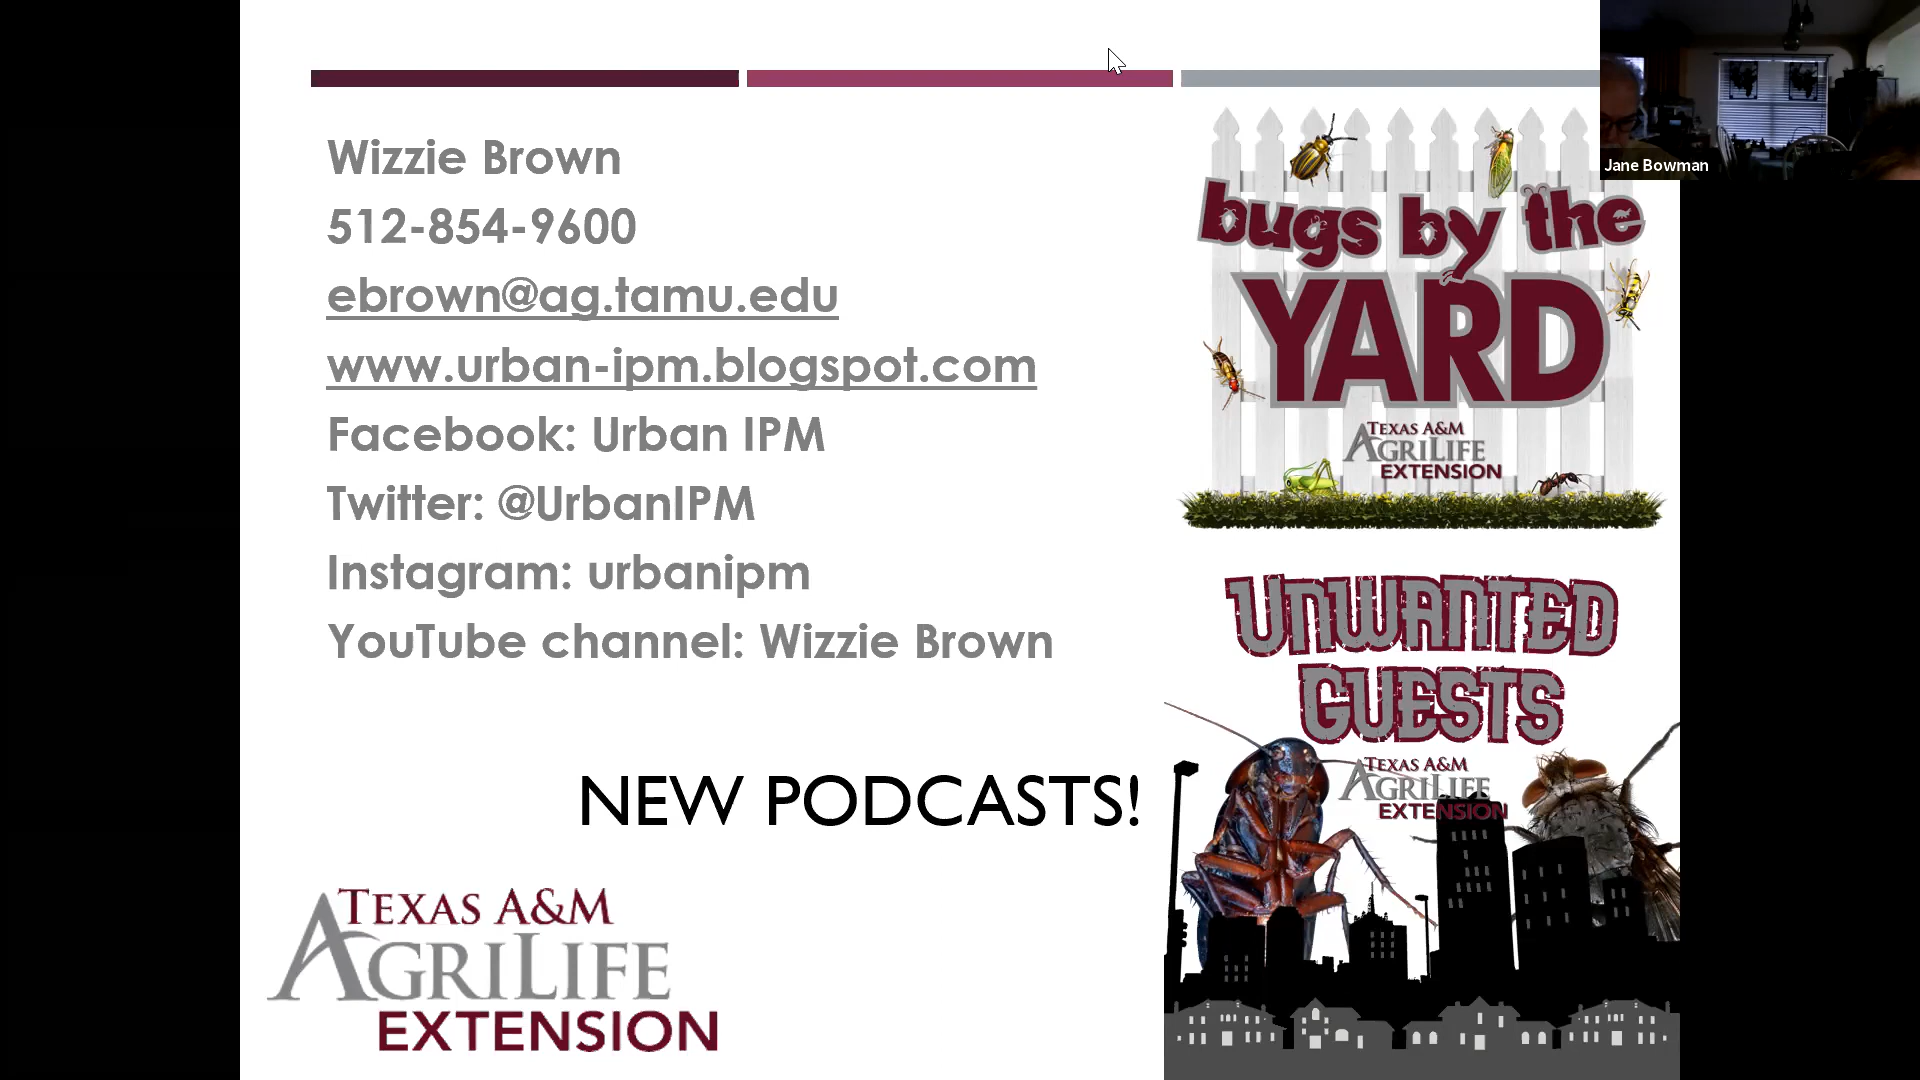 Wizzie Brown
512-854-9600
ebrown@ag.tamu.edu
www.urban-ipm.blogspot.com
Facebook: Urban IPM
Twitter: @UrbanIPM
Instagram: urbanipm
YouTube channel: Wizzie Brown
NEW PODCASTS!
TEXAS A&M
AGRILIFE
EXTENSION
bugs by the
YARD
TEXAS A&M
AGRILIFE
EXTENSION
UNWANTED
GUESTS
TEXAS A&M
AGRILIFE
EXTENSION
Jane Bowman